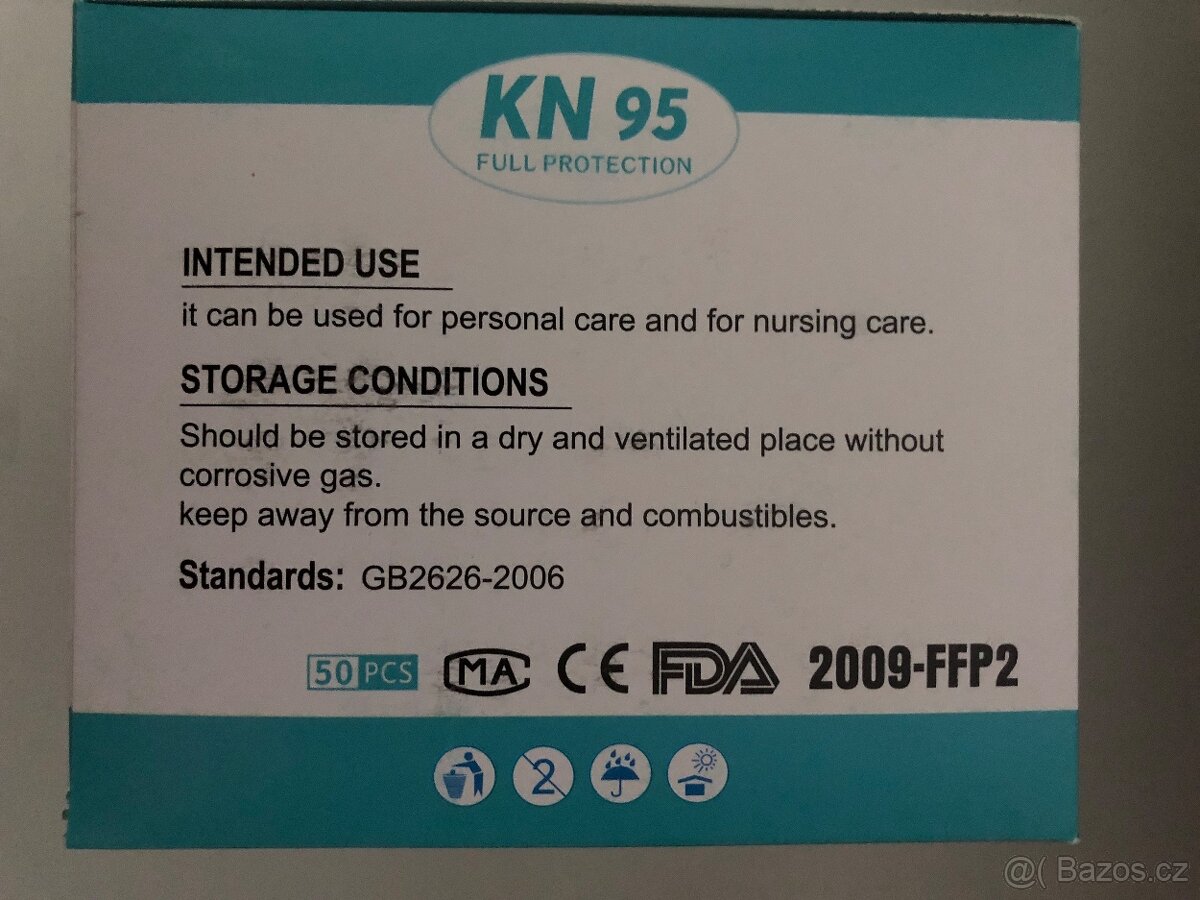 KN 95
FULL PROTECTION
INTENDED USE
it can be used for personal care and for nursing care.
STORAGE CONDITIONS
Should be stored in a dry and ventilated place without
corrosive gas.
keep away from the source and combustibles.
Standards: GB2626-2006
50 PCS MA CE FDA 2009-FFP2
2
@( Bazos.cz